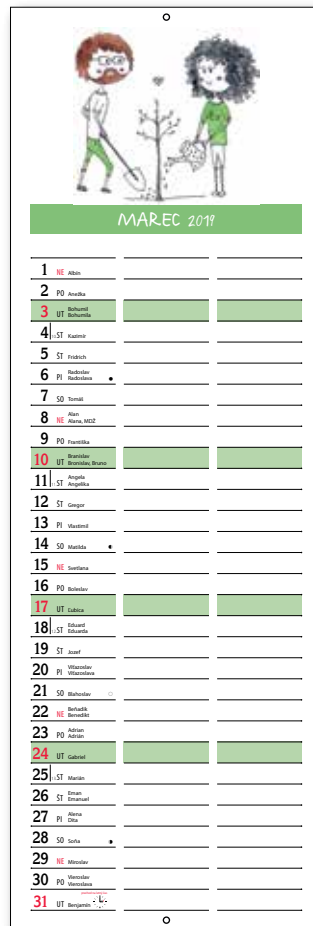 MAREC 2019
1 NE Albín
2 PO Anežka
3 UT Bohumil
Bohumila
4 10 ST Kazimír
5 ŠT Fridrich
6 PI Radoslav
Radoslava
7 SO Tomáš
8 NE Alan
Alana, MDŽ
9 PO Františka
10 UT Branislav
Bronislav, Bruno
11 11 ST Angela
Angelika
12 ŠT Gregor
13 PI Vlastimil
14 SO Matilda
15 NE Svetlana
16 PO Boleslav
17 UT Ľubica
18 12 ST Eduard
Eduarda
19 ŠT Jozef
20 PI Víťazoslav
Víťazoslava
21 SO Blahoslav
22 NE Beňadik
Benedikt
23 PO Adrian
Adrián
24 UT Gabriel
25 13 ST Marián
26 ŠT Eman
Emanuel
27 PI Alena
Dita
28 SO Soňa
29 NE Miroslav
30 PO Vieroslav
Vieroslava
31 UT Benjamín